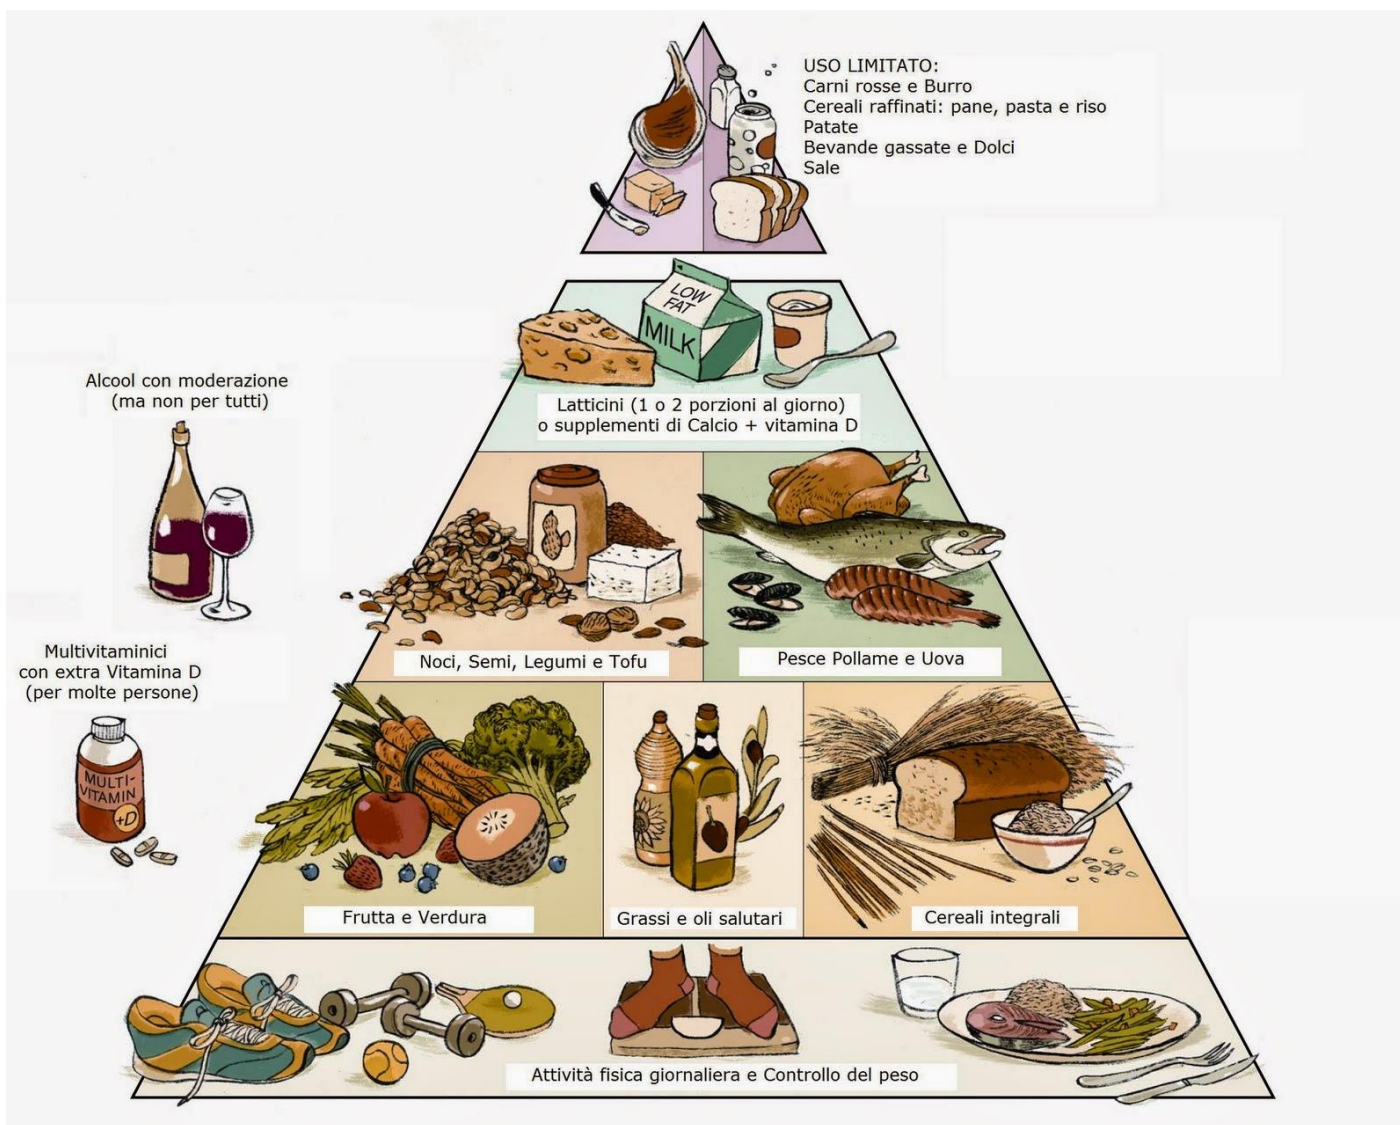 USO LIMITATO:
Carni rosse e Burro
Cereali raffinati: pane, pasta e riso
Patate
Bevande gassate e Dolci
Sale
LOW
FAT
MILK
Latticini (1 o 2 porzioni al giorno)
o supplementi di Calcio + vitamina D
Alcool con moderazione
(ma non per tutti)
Noci, Semi, Legumi e Tofu
Pesce Pollame e Uova
Multivitaminici
con extra Vitamina D
(per molte persone)
MULTI-
VITAMIN
+D
Frutta e Verdura
Grassi e oli salutari
Cereali integrali
Attività fisica giornaliera e Controllo del peso